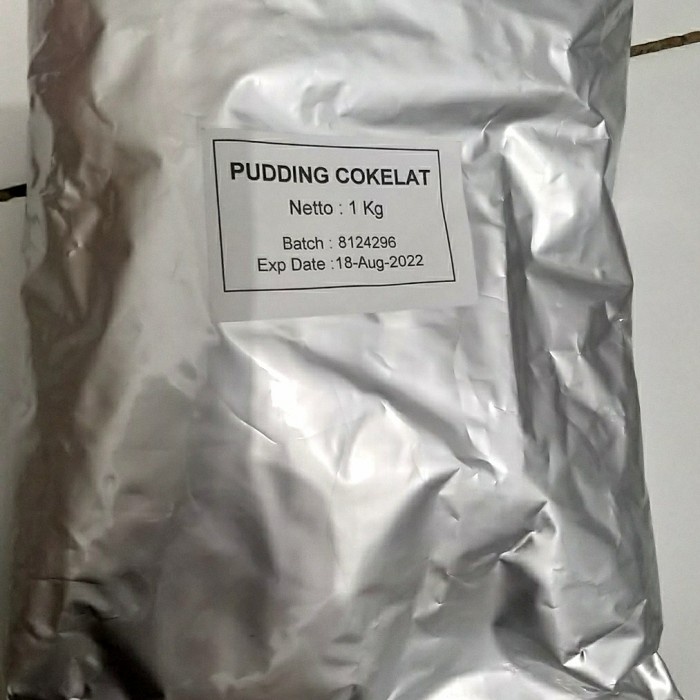 PUDDING COKELAT
Netto : 1 Kg
Batch : 8124296
Exp Date :18-Aug-2022